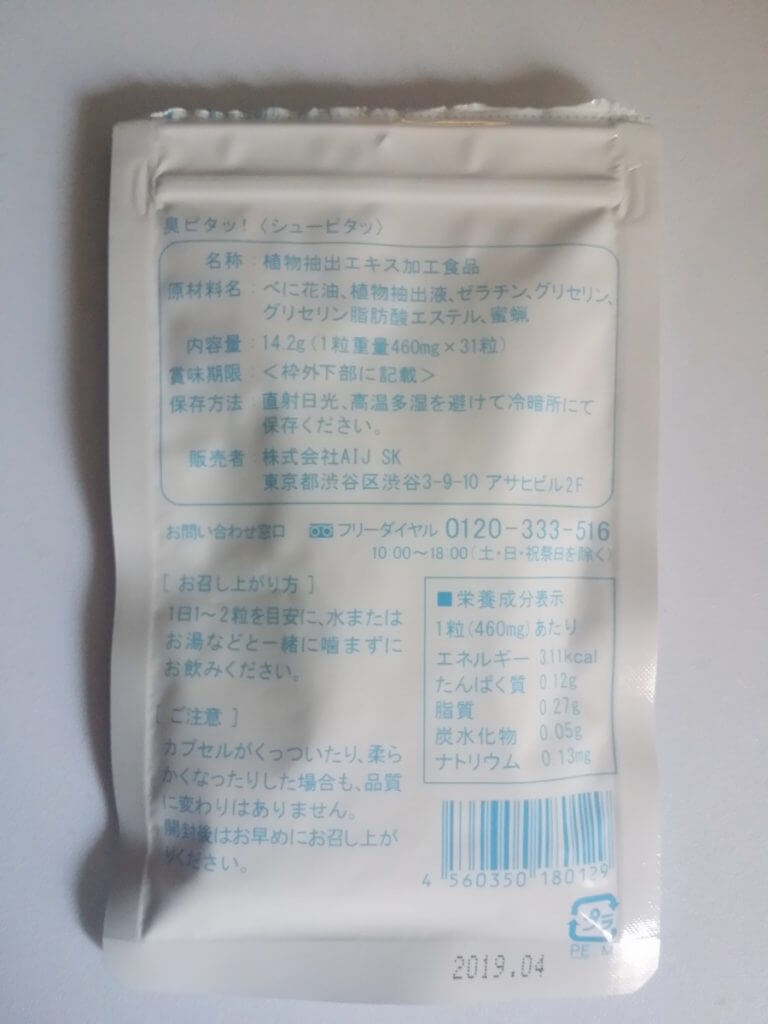 臭ピタッ!〈シューピタッ〉
名称:植物抽出エキス加工食品
原材料名:べに花油、植物抽出液、ゼラチン、グリセリン、
グリセリン脂肪酸エステル、蜜蝋
内容量:14.2g(1粒重量460mg×31粒)
賞味期限:<枠外下部に記載>
保存方法:直射日光、高温多湿を避けて冷暗所にて
保存ください。
販売者:株式会社AIJ SK
東京都渋谷区渋谷3-9-10 アサヒビル2F
お問い合わせ窓口 フリーダイヤル 0120-333-516
10:00〜18:00(土・日・祝祭日を除く)
[お召し上がり方]
1日1〜2粒を目安に、水または
お湯などと一緒に噛まずに
お飲みください。
[ご注意]
カプセルがくっついたり、柔ら
かくなったりした場合も、品質
に変わりはありません。
開封後はお早めにお召し上が
りください。
■栄養成分表示
1粒(460mg)あたり
エネルギー 3.11kcal
たんぱく質 0.12g
脂質 0.27g
炭水化物 0.05g
ナトリウム 0.13mg
4 560350 180129
プラ
PE M
2019.04